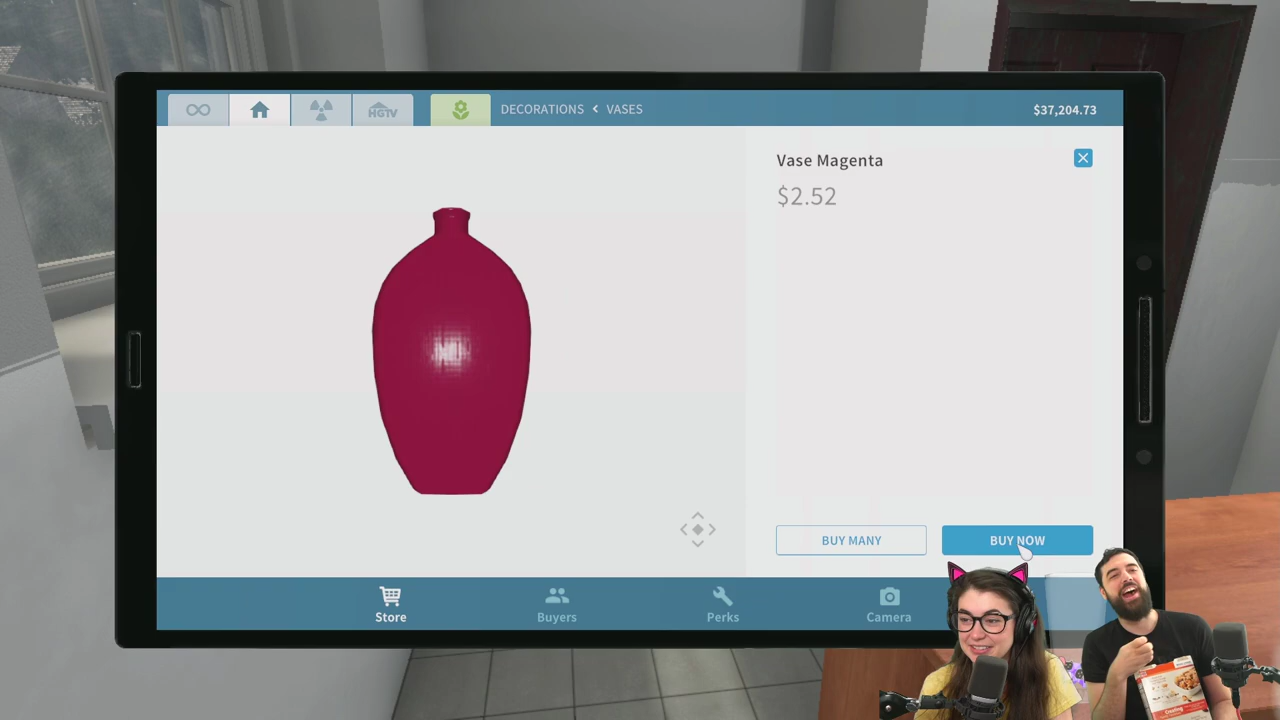 HGTV
DECORATIONS < VASES
$37,204.73
Vase Magenta
$2.52
BUY MANY
BUY NOW
Store
Buyers
Perks
Camera